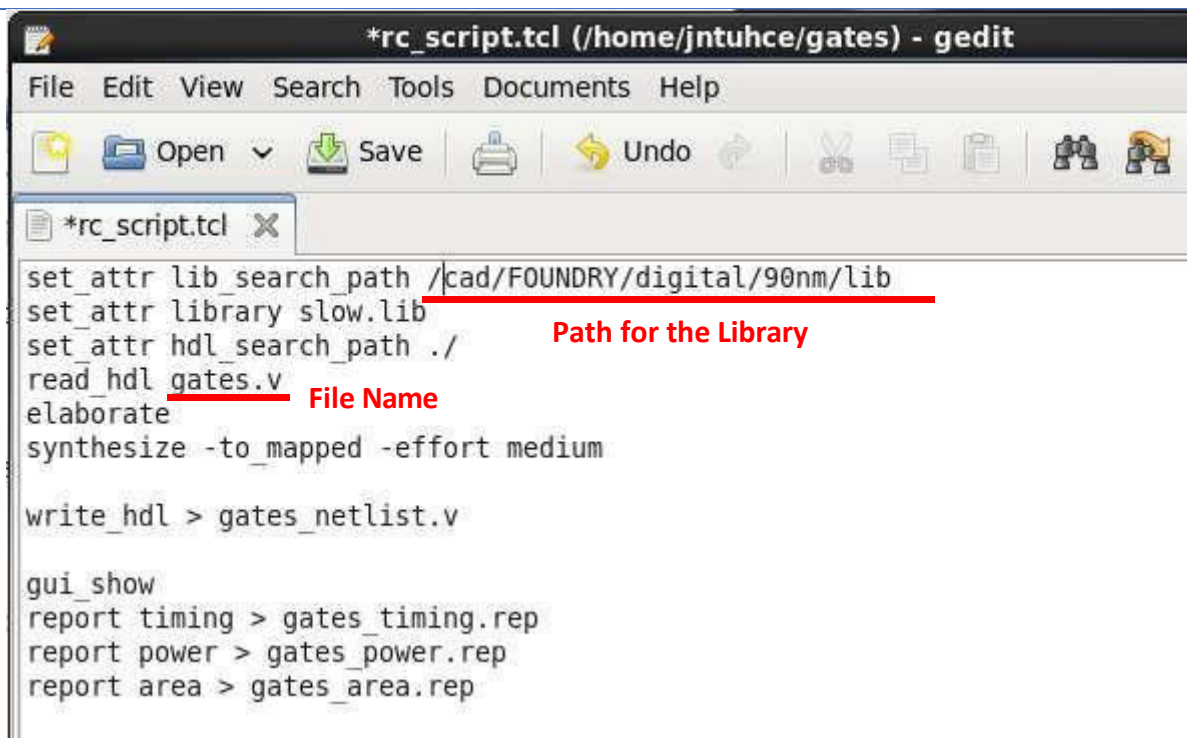 *rc_script.tcl (/home/jntuhce/gates) - gedit
File Edit View Search Tools Documents Help
Open Save Undo
*rc_script.tcl
set_attr lib_search_path /cad/FOUNDRY/digital/90nm/lib
set_attr library slow.lib
Path for the Library
set_attr hdl_search_path ./
read_hdl gates.v
File Name
elaborate
synthesize -to_mapped -effort medium
write_hdl > gates_netlist.v
gui_show
report timing > gates_timing.rep
report power > gates_power.rep
report area > gates_area.rep